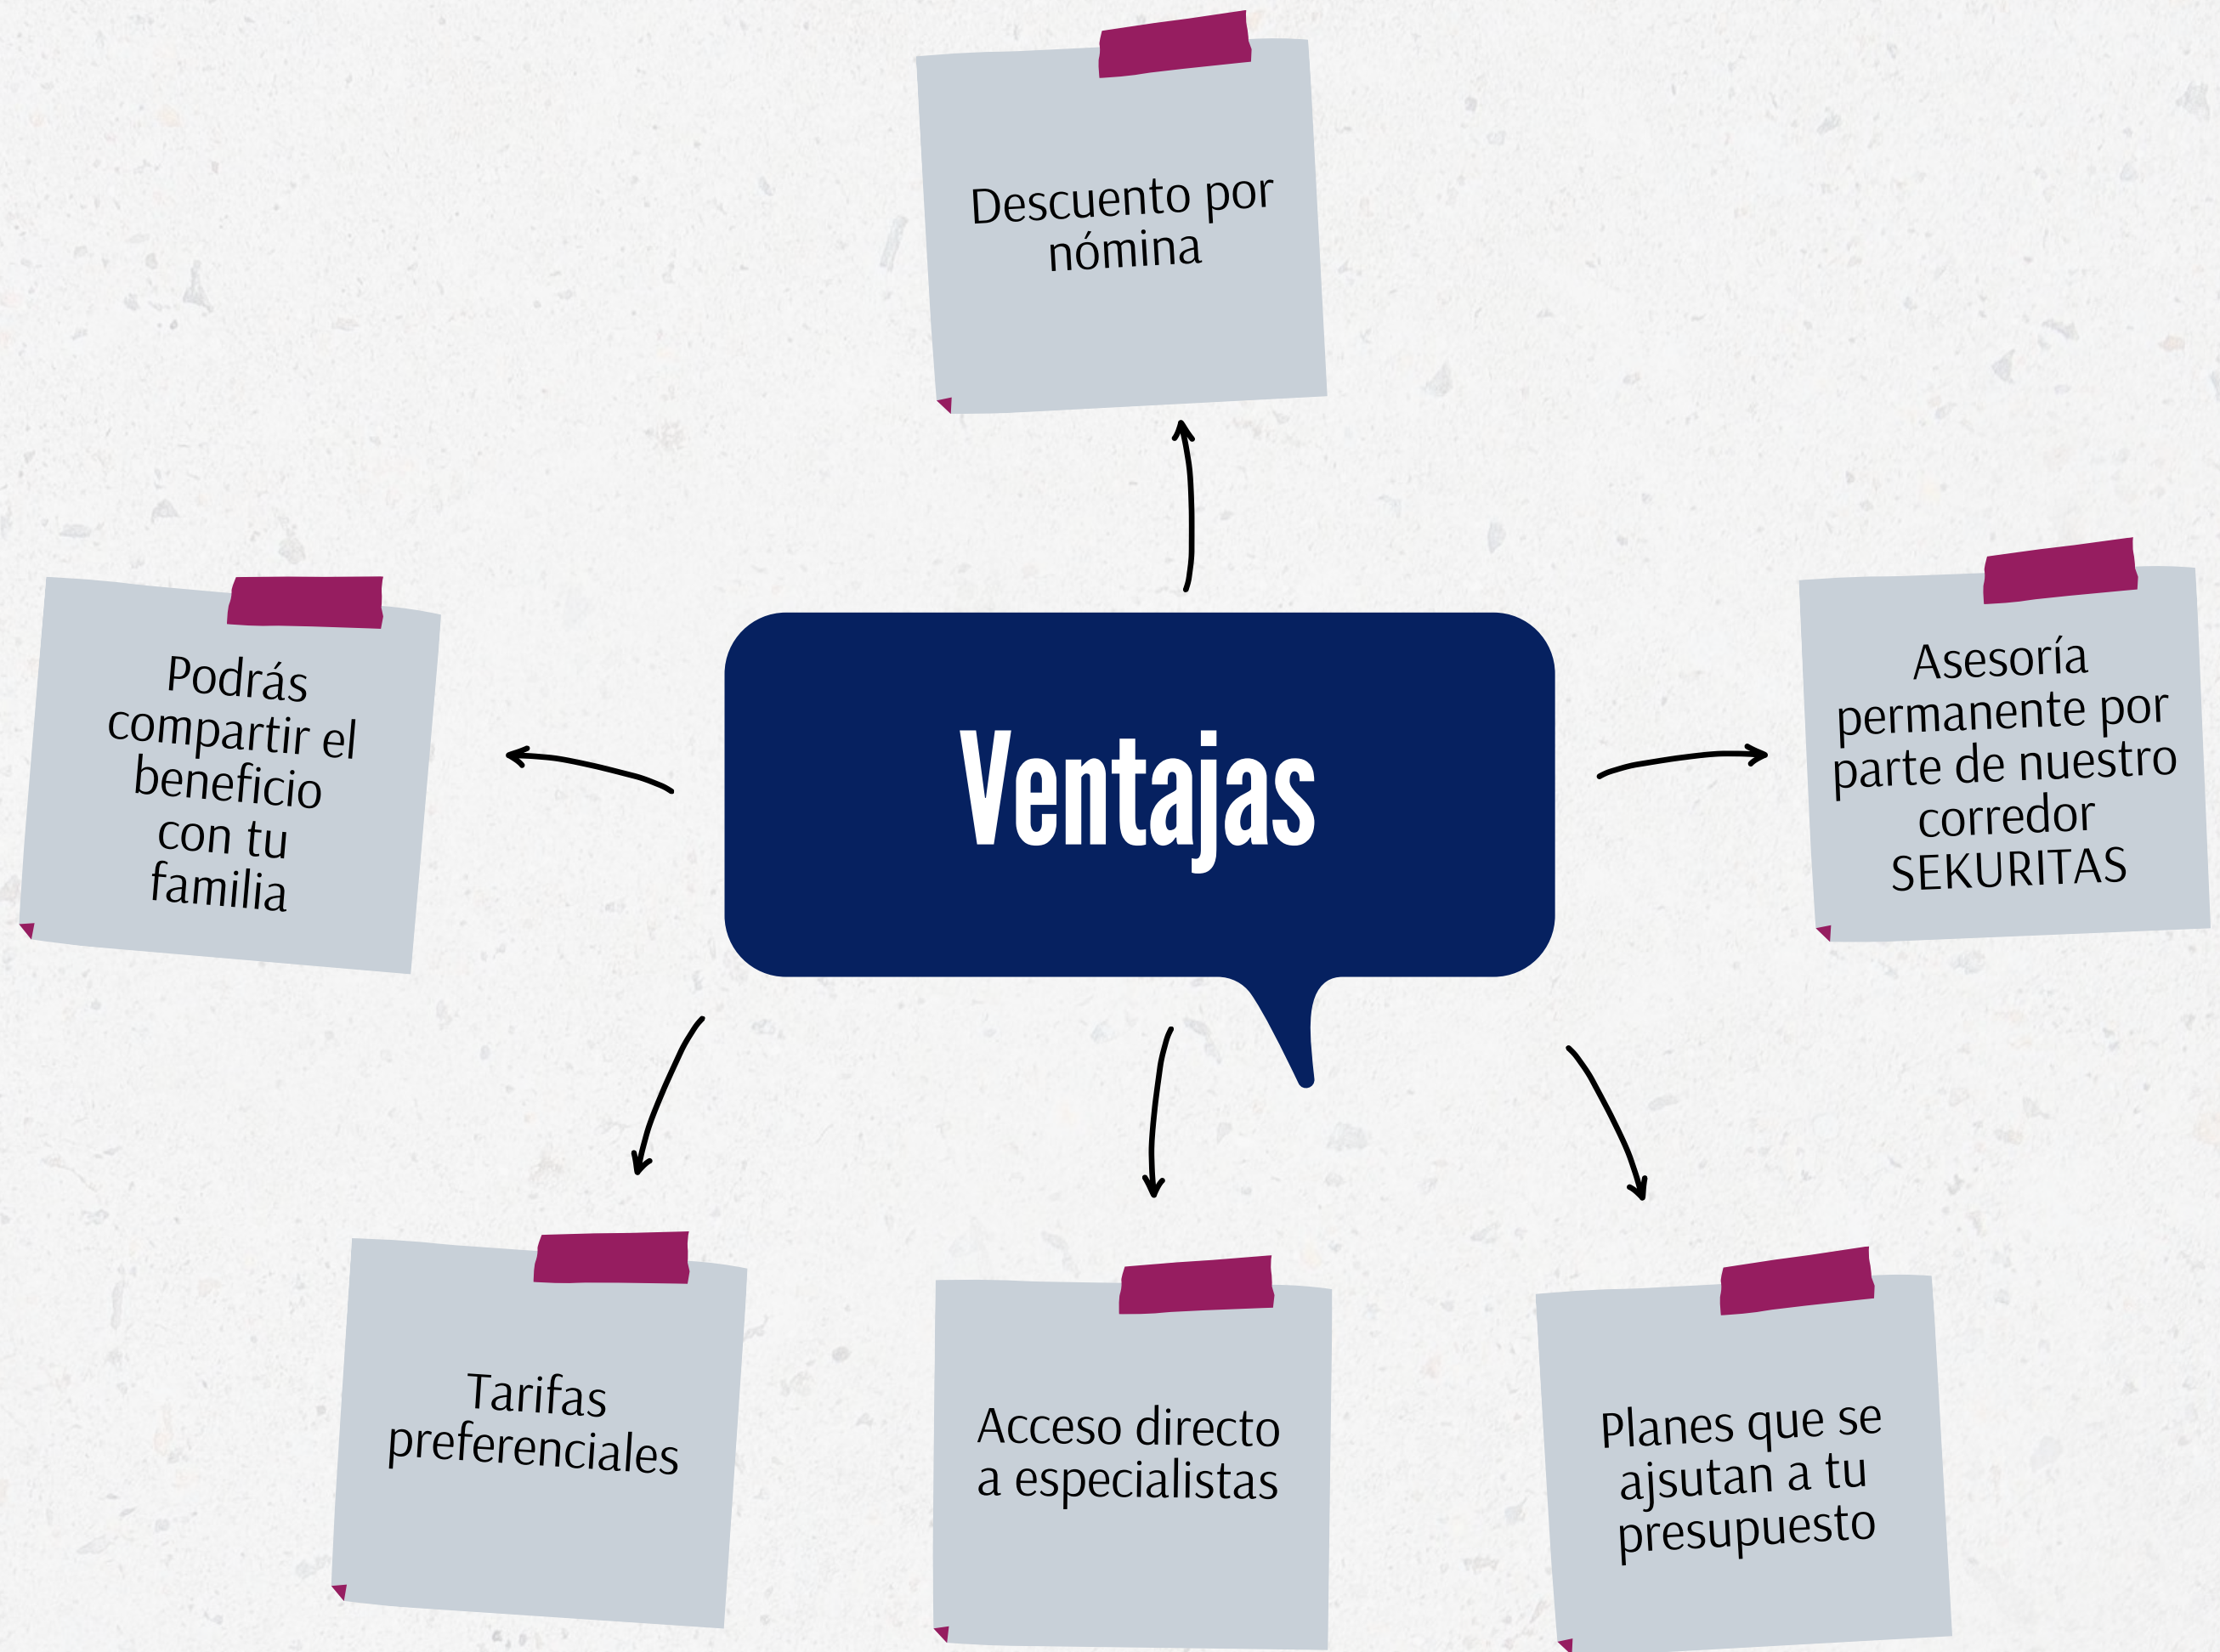 Descuento por
nómina
Podrás
compartir el
beneficio
con tu
familia
Ventajas
Asesoría
permanente por
parte de nuestro
corredor
SEKURITAS
Tarifas
preferenciales
Acceso directo
a especialistas
Planes que se
ajsutan a tu
presupuesto